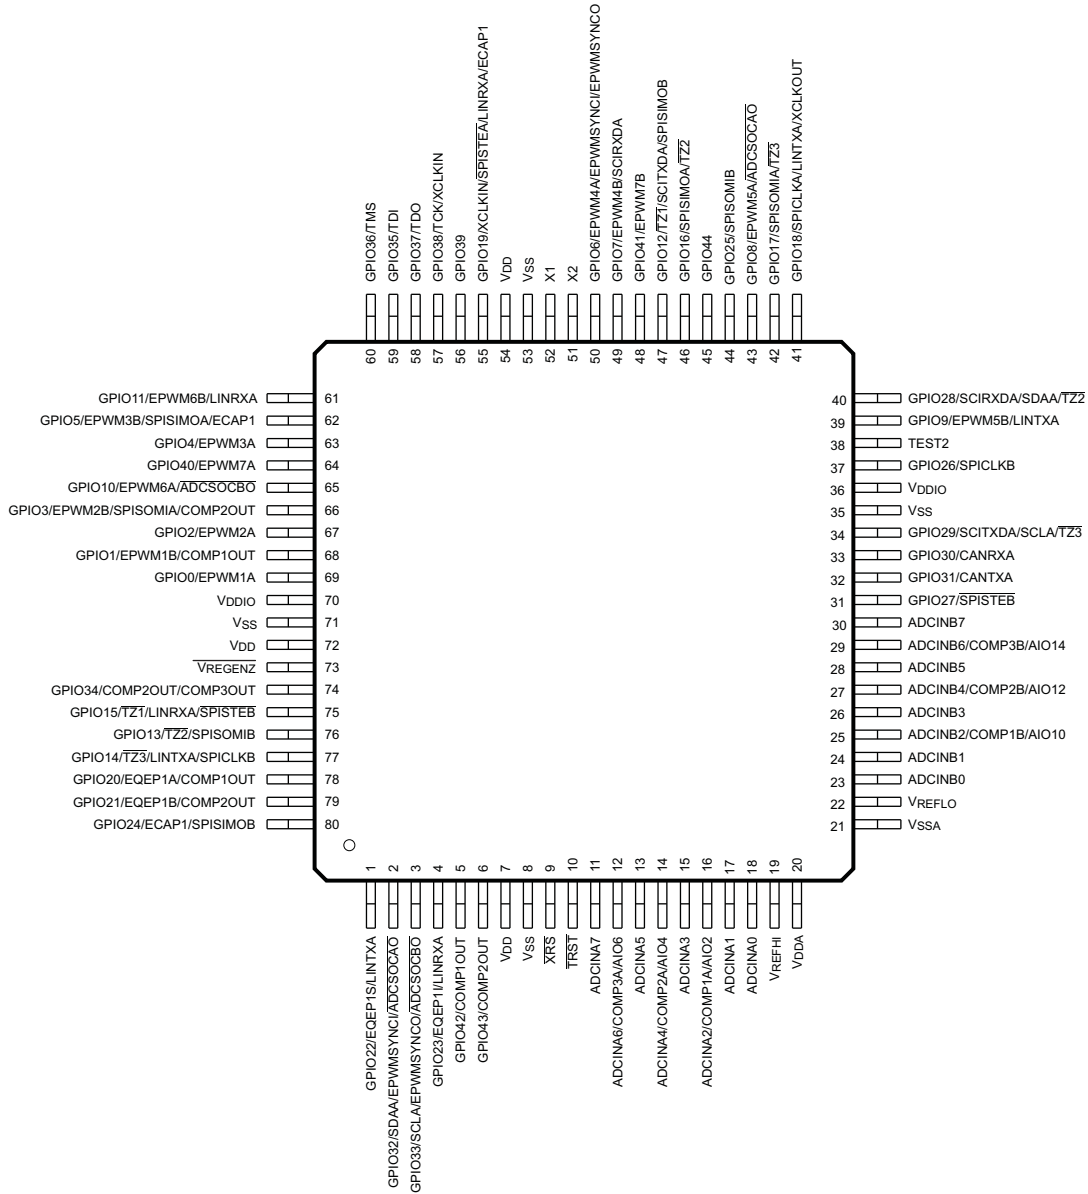 GPIO36/TMS
GPIO35/TDI
GPIO37/TDO
GPIO38/TCK/XCLKIN
GPIO39
GPIO19/XCLKIN/SPISTEA/LINRXA/ECAP1
VDD
VSS
X1
X2
GPIO6/EPWM4A/EPWMSYNCI/EPWMSYNCO
GPIO7/EPWM4B/SCIRXDA
GPIO41/EPWM7B
GPIO12/TZ1/SCITXDA/SPISIMOB
GPIO16/SPISIMOA/TZ2
GPIO44
GPIO25/SPISOMIB
GPIO8/EPWM5A/ADCSOCAO
GPIO17/SPISOMIA/TZ3
GPIO18/SPICLKA/LINTXA/XCLKOUT
60
59
58
57
56
55
54
53
52
51
50
49
48
47
46
45
44
43
42
41
GPIO11/EPWM6B/LINRXA 61
GPIO5/EPWM3B/SPISIMOA/ECAP1 62
GPIO4/EPWM3A 63
GPIO40/EPWM7A 64
GPIO10/EPWM6A/ADCSOCBO 65
GPIO3/EPWM2B/SPISOMIA/COMP2OUT 66
GPIO2/EPWM2A 67
GPIO1/EPWM1B/COMP1OUT 68
GPIO0/EPWM1A 69
VDDIO 70
VSS 71
VDD 72
VREGENZ 73
GPIO34/COMP2OUT/COMP3OUT 74
GPIO15/TZ1/LINRXA/SPISTEB 75
GPIO13/TZ2/SPISOMIB 76
GPIO14/TZ3/LINTXA/SPICLKB 77
GPIO20/EQEP1A/COMP1OUT 78
GPIO21/EQEP1B/COMP2OUT 79
GPIO24/ECAP1/SPISIMOB 80
40 GPIO28/SCIRXDA/SDAA/TZ2
39 GPIO9/EPWM5B/LINTXA
38 TEST2
37 GPIO26/SPICLKB
36 VDDIO
35 VSS
34 GPIO29/SCITXDA/SCLA/TZ3
33 GPIO30/CANRXA
32 GPIO31/CANTXA
31 GPIO27/SPISTEB
30 ADCINB7
29 ADCINB6/COMP3B/AIO14
28 ADCINB5
27 ADCINB4/COMP2B/AIO12
26 ADCINB3
25 ADCINB2/COMP1B/AIO10
24 ADCINB1
23 ADCINB0
22 VREFLO
21 VSSA
1
2
3
4
5
6
7
8
9
10
11
12
13
14
15
16
17
18
19
20
GPIO22/EQEP1S/LINTXA
GPIO32/SDAA/EPWMSYNCI/ADCSOCAO
GPIO33/SCLA/EPWMSYNCO/ADCSOCBO
GPIO23/EQEP1I/LINRXA
GPIO42/COMP1OUT
GPIO43/COMP2OUT
VDD
VSS
XRS
TRST
ADCINA7
ADCINA6/COMP3A/AIO6
ADCINA5
ADCINA4/COMP2A/AIO4
ADCINA3
ADCINA2/COMP1A/AIO2
ADCINA1
ADCINA0
VREFHI
VDDA